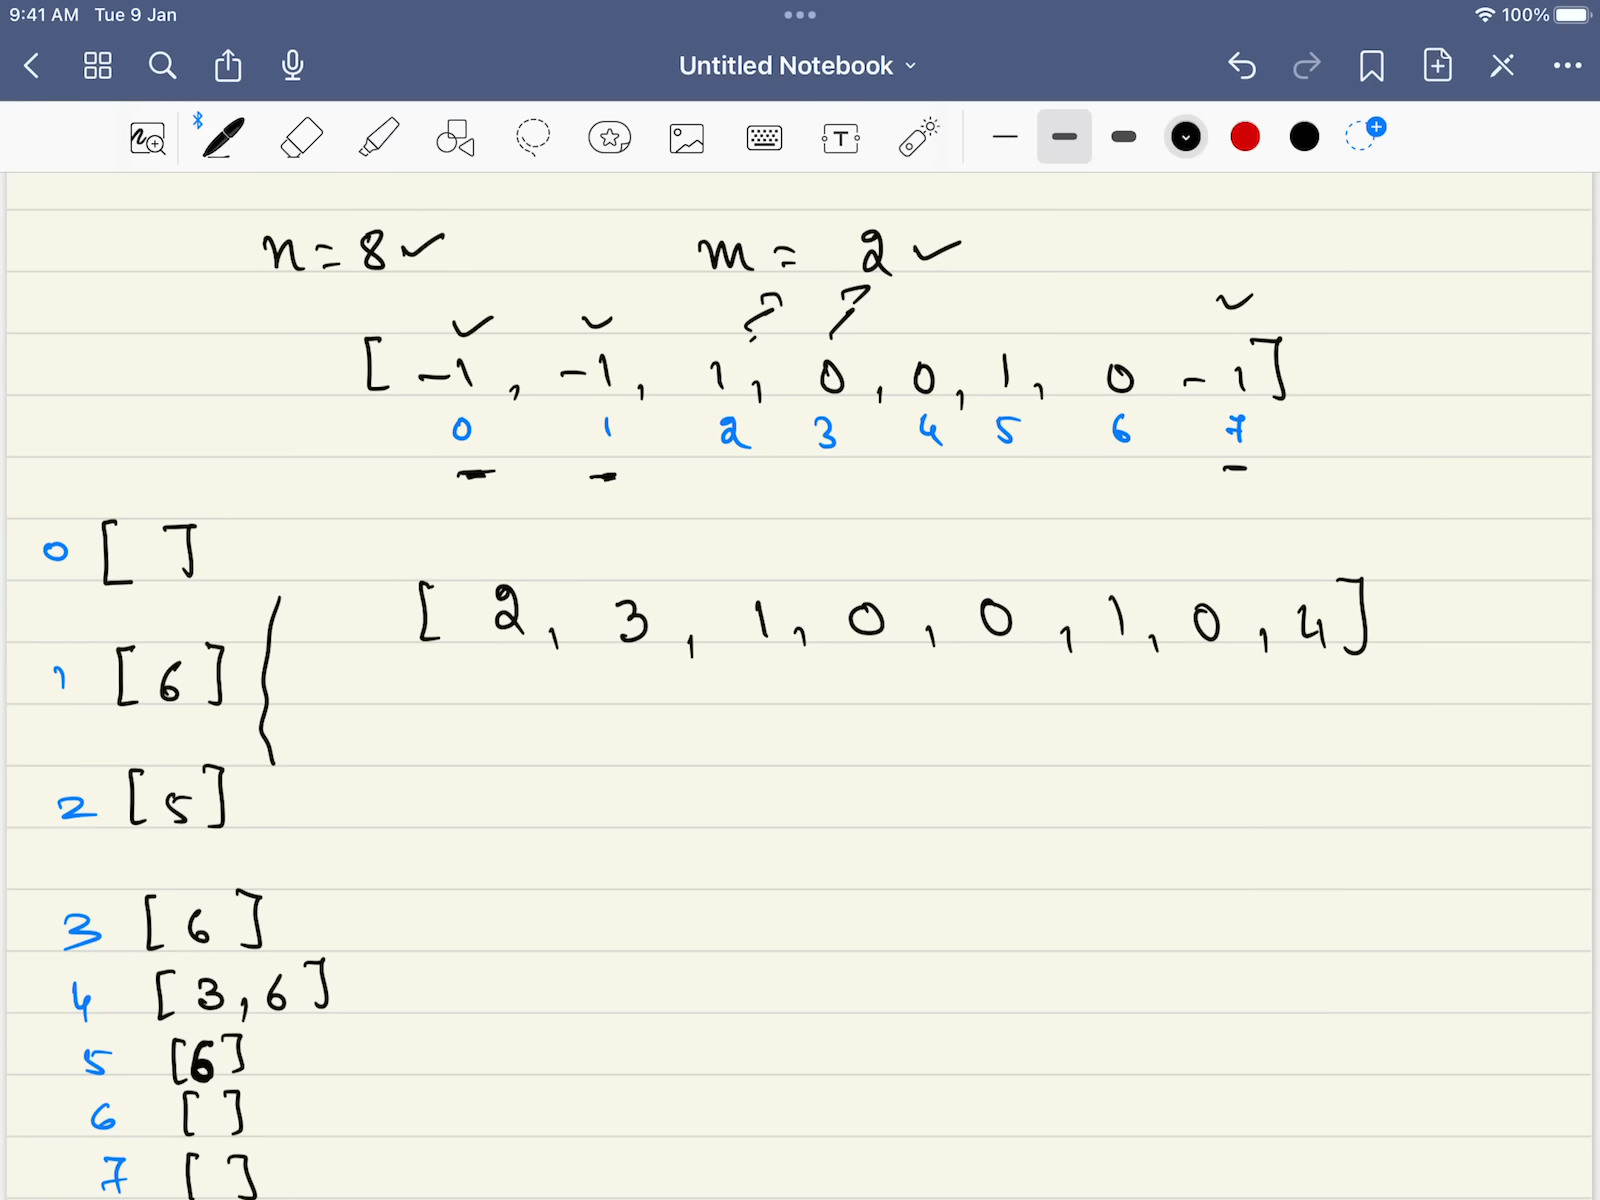 9:41 AM Tue 9 Jan 100%
Untitled Notebook
T
n = 8 ✓ m = 2 ✓
✓ ✓ ? ? ✓
[ -1, -1, 1, 0, 0, 1, 0 -1 ]
0 1 2 3 4 5 6 7
0 [ ]
[ 2, 3, 1, 0, 0, 1, 0, 4 ]
1 [ 6 ]
2 [ 5 ]
3 [ 6 ]
4 [ 3, 6 ]
5 [ 6 ]
6 [ ]
7 [ ]